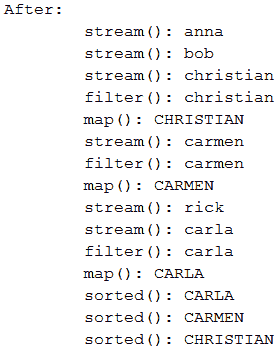 After:
stream(): anna
stream(): bob
stream(): christian
filter(): christian
map(): CHRISTIAN
stream(): carmen
filter(): carmen
map(): CARMEN
stream(): rick
stream(): carla
filter(): carla
map(): CARLA
sorted(): CARLA
sorted(): CARMEN
sorted(): CHRISTIAN